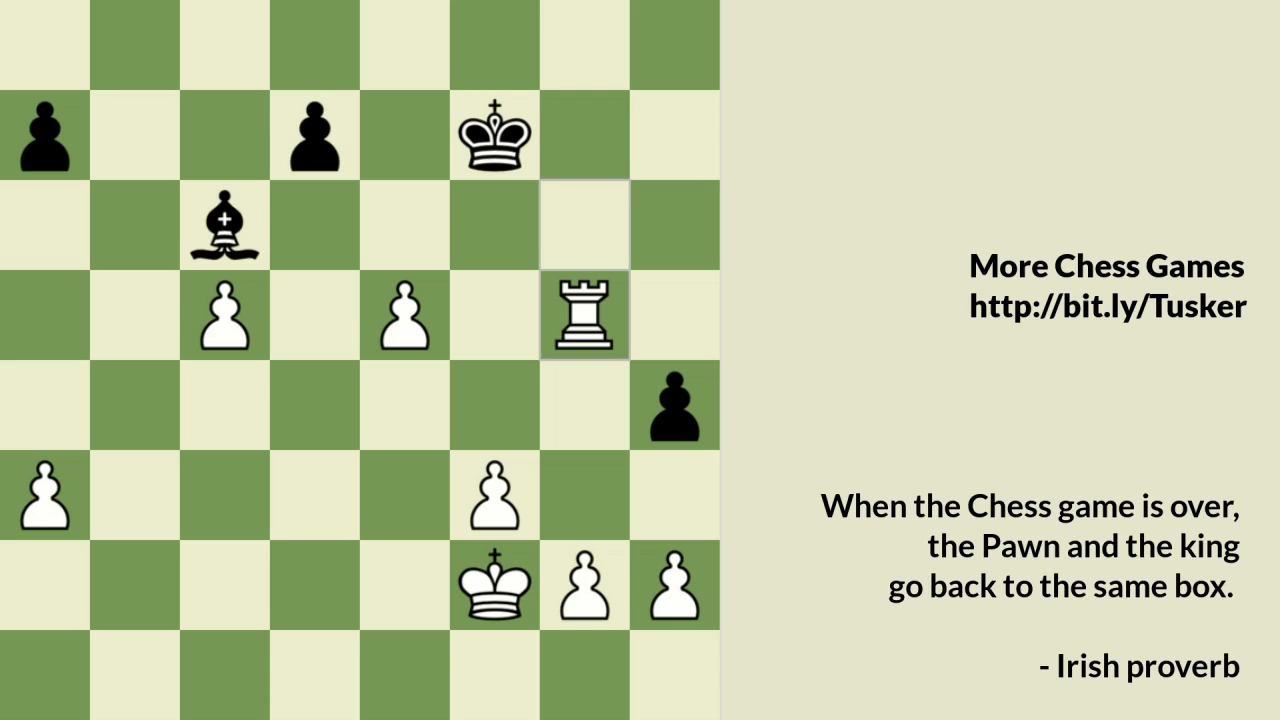 More Chess Games
http://bit.ly/Tusker
When the Chess game is over,
the Pawn and the king
go back to the same box.
- Irish proverb